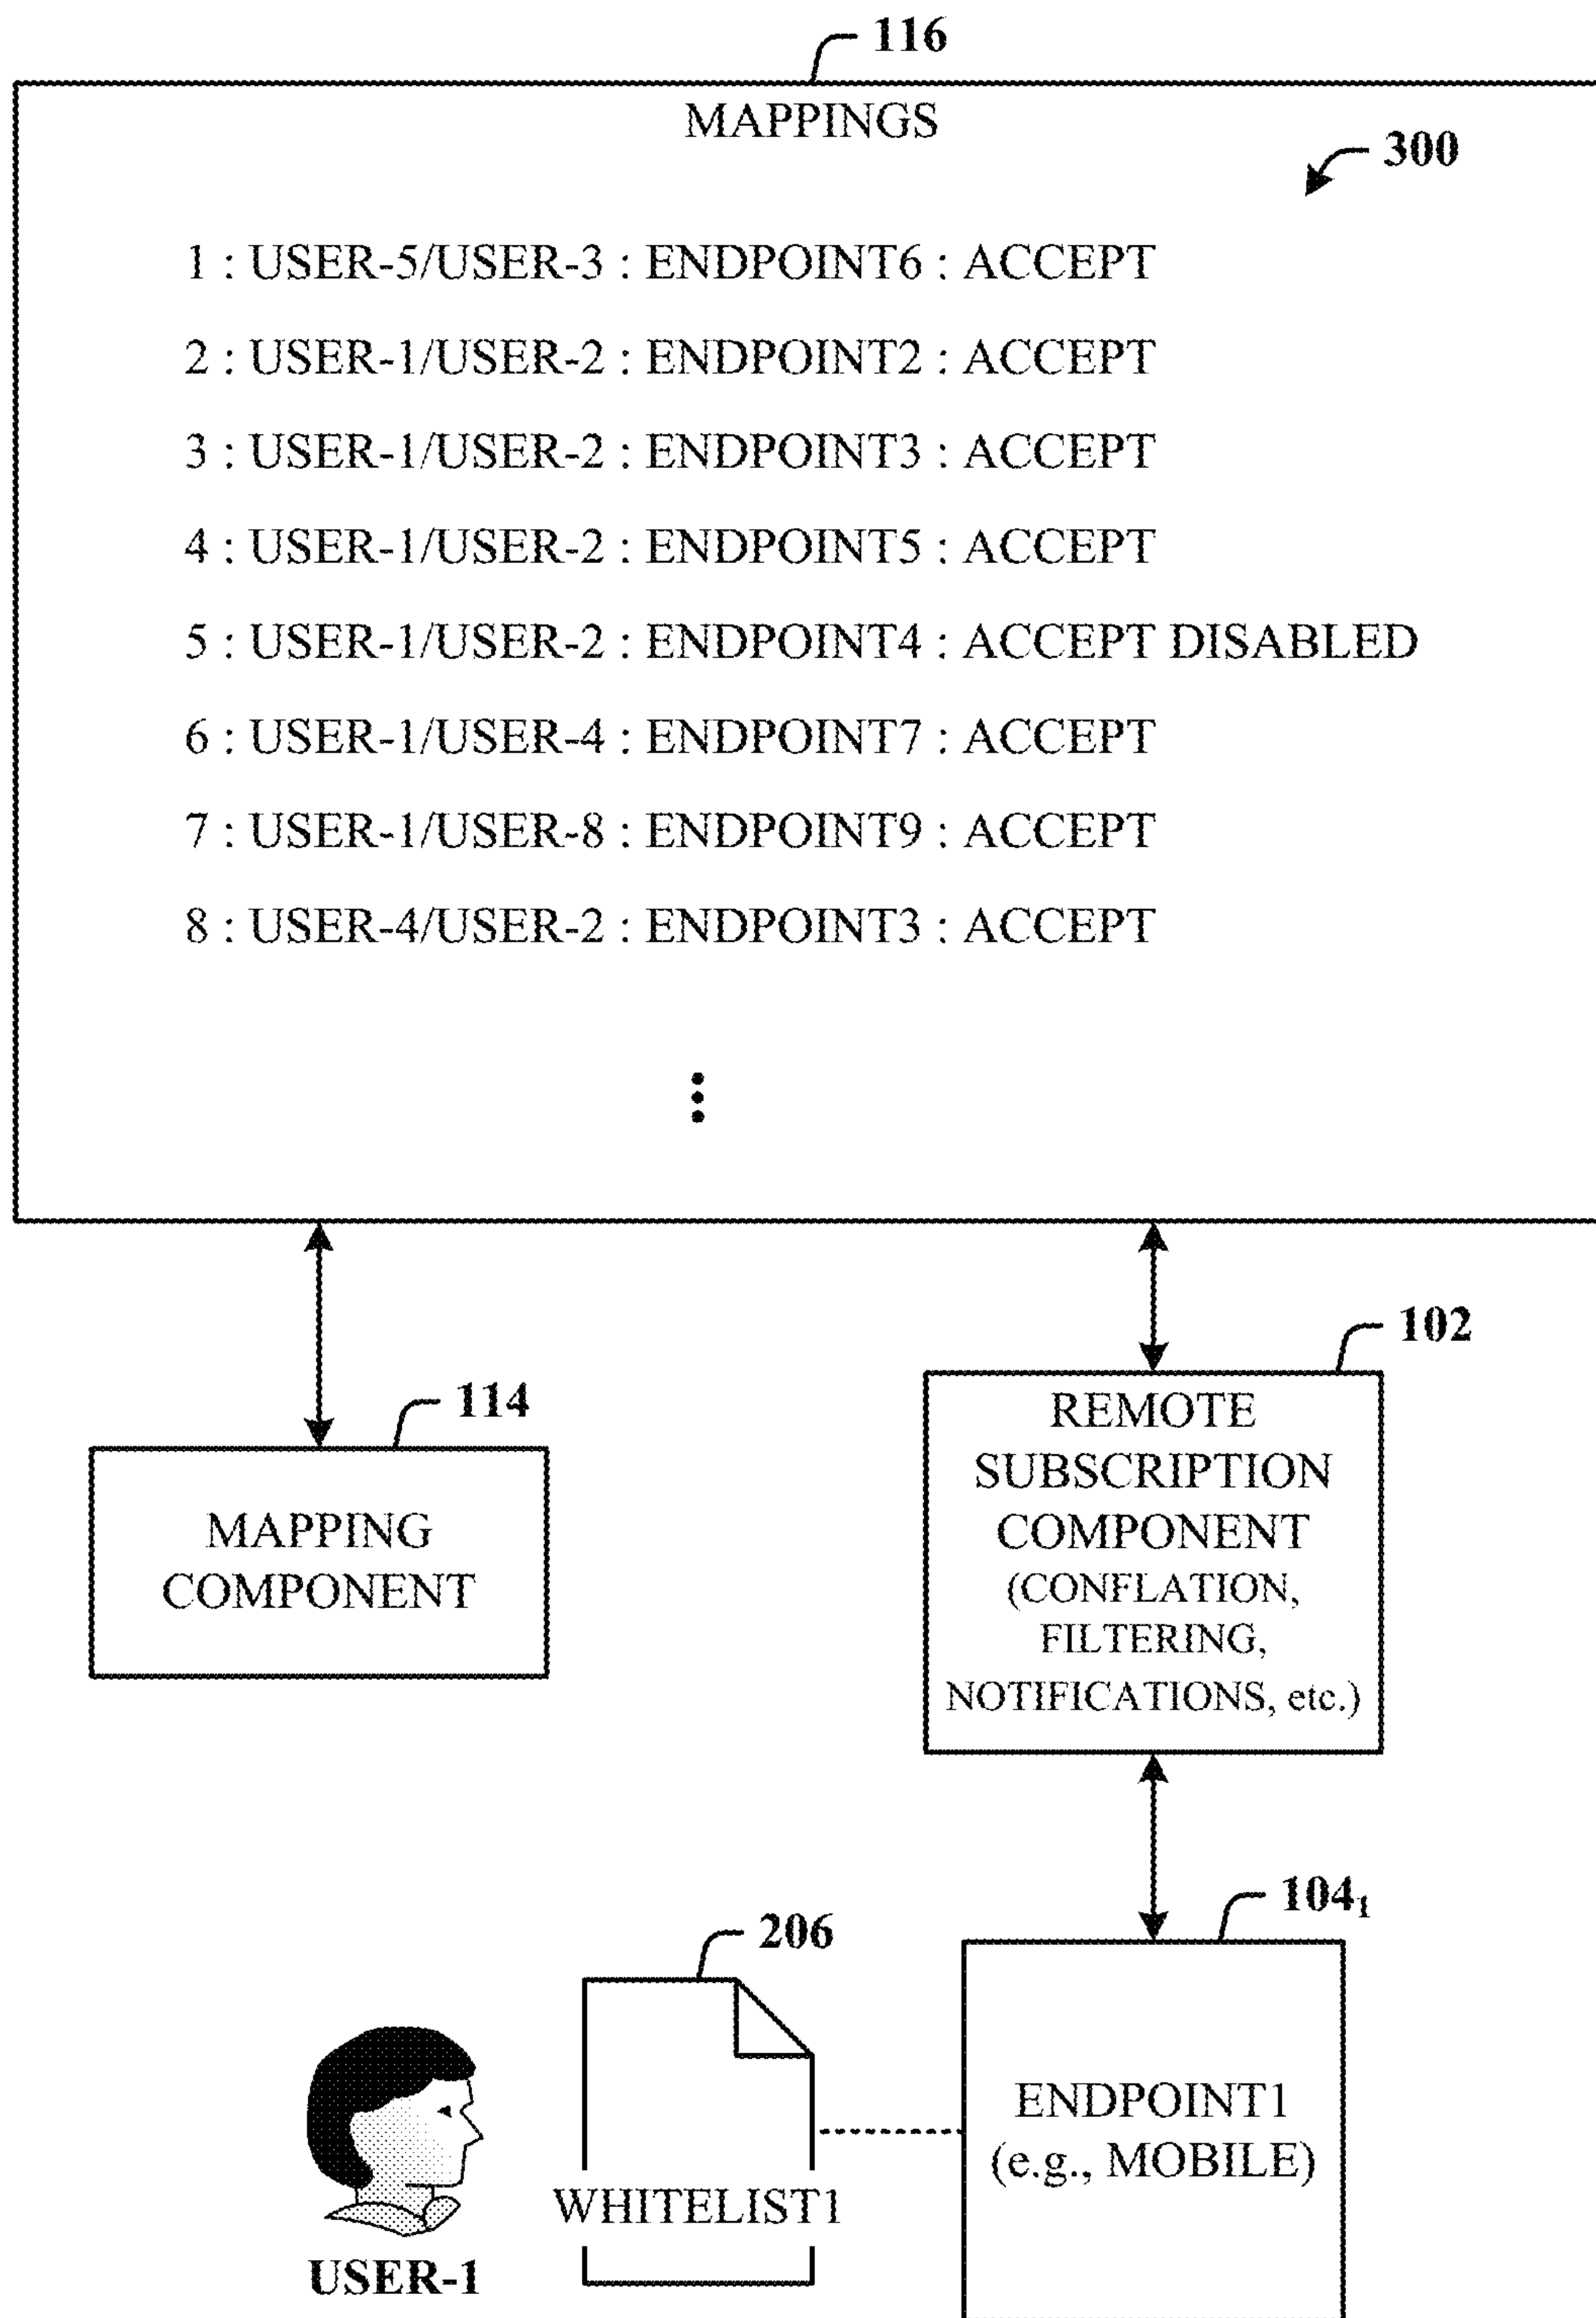 116
MAPPINGS
300
1 : USER-5/USER-3 : ENDPOINT6 : ACCEPT
2 : USER-1/USER-2 : ENDPOINT2 : ACCEPT
3 : USER-1/USER-2 : ENDPOINT3 : ACCEPT
4 : USER-1/USER-2 : ENDPOINT5 : ACCEPT
5 : USER-1/USER-2 : ENDPOINT4 : ACCEPT DISABLED
6 : USER-1/USER-4 : ENDPOINT7 : ACCEPT
7 : USER-1/USER-8 : ENDPOINT9 : ACCEPT
8 : USER-4/USER-2 : ENDPOINT3 : ACCEPT
114
MAPPING
COMPONENT
102
REMOTE
SUBSCRIPTION
COMPONENT
(CONFLATION,
FILTERING,
NOTIFICATIONS, etc.)
206
WHITELIST1
USER-1
104₁
ENDPOINT1
(e.g., MOBILE)